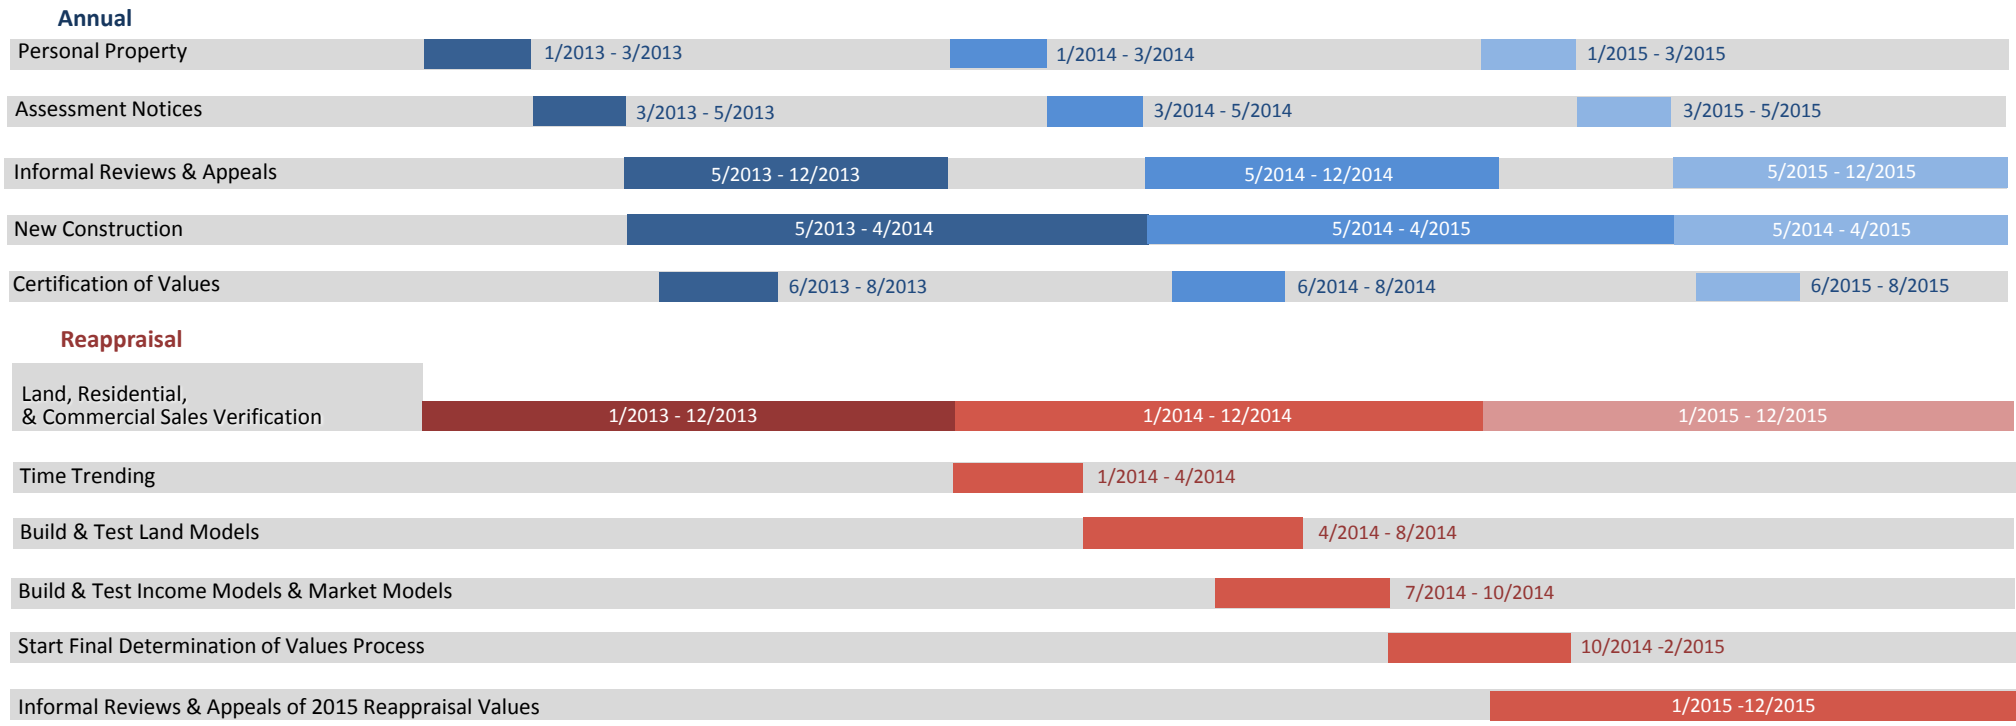 Annual
Personal Property 1/2013 - 3/2013 1/2014 - 3/2014 1/2015 - 3/2015
Assessment Notices 3/2013 - 5/2013 3/2014 - 5/2014 3/2015 - 5/2015
Informal Reviews & Appeals 5/2013 - 12/2013 5/2014 - 12/2014 5/2015 - 12/2015
New Construction 5/2013 - 4/2014 5/2014 - 4/2015 5/2014 - 4/2015
Certification of Values 6/2013 - 8/2013 6/2014 - 8/2014 6/2015 - 8/2015
Reappraisal
Land, Residential,
& Commercial Sales Verification 1/2013 - 12/2013 1/2014 - 12/2014 1/2015 - 12/2015
Time Trending 1/2014 - 4/2014
Build & Test Land Models 4/2014 - 8/2014
Build & Test Income Models & Market Models 7/2014 - 10/2014
Start Final Determination of Values Process 10/2014 -2/2015
Informal Reviews & Appeals of 2015 Reappraisal Values 1/2015 -12/2015